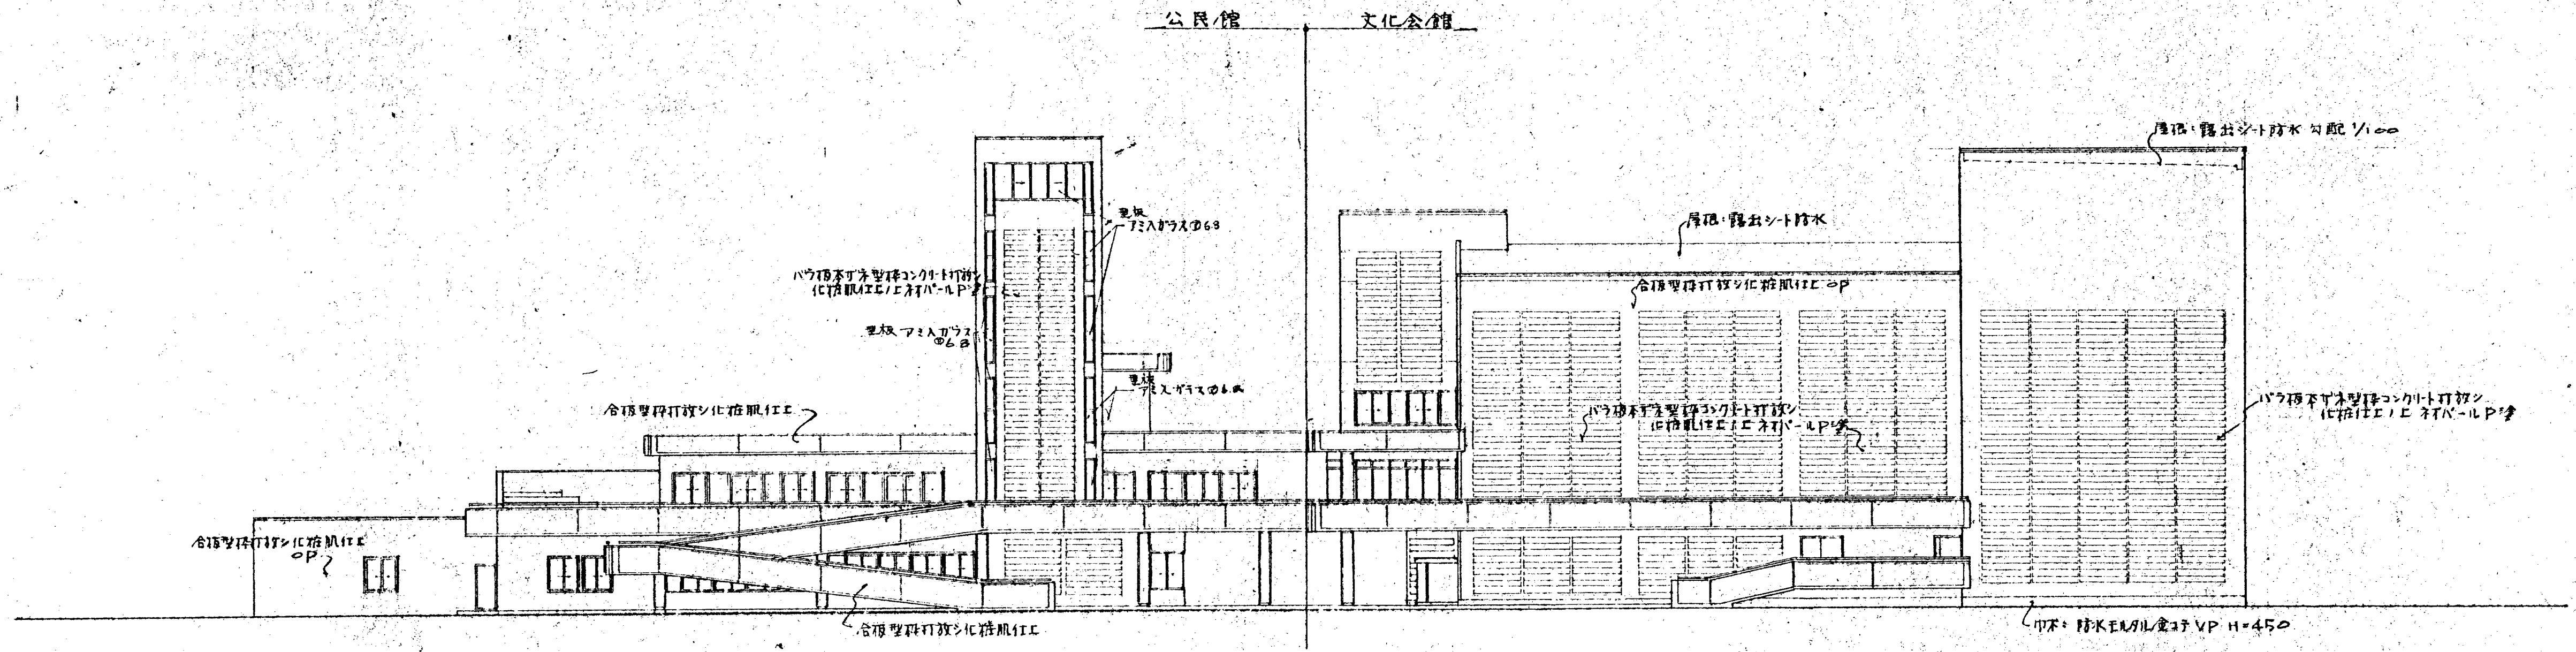 公民館
文化会館
屋根:露出シート防水 勾配 1/100
型板
アミ入ガラス⑦6.8
屋根:露出シート防水
バラ板本ザネ型枠コンクリート打放シ
化粧肌仕上ノ上ネオパールP塗
合板型枠打放シ化粧肌仕上 OP
型板 アミ入ガラス
⑦6.8
型板
アミ入ガラス⑦6.8
合板型枠打放シ化粧肌仕上
バラ板本ザネ型枠コンクリート打放シ
化粧肌仕上ノ上ネオパールP塗
バラ板本ザネ型枠コンクリート打放シ
化粧仕上ノ上 ネオパールP塗
合板型枠打放シ化粧肌仕上
OP
合板型枠打放シ化粧肌仕上
巾木:防水モルタル金コテ VP H=450